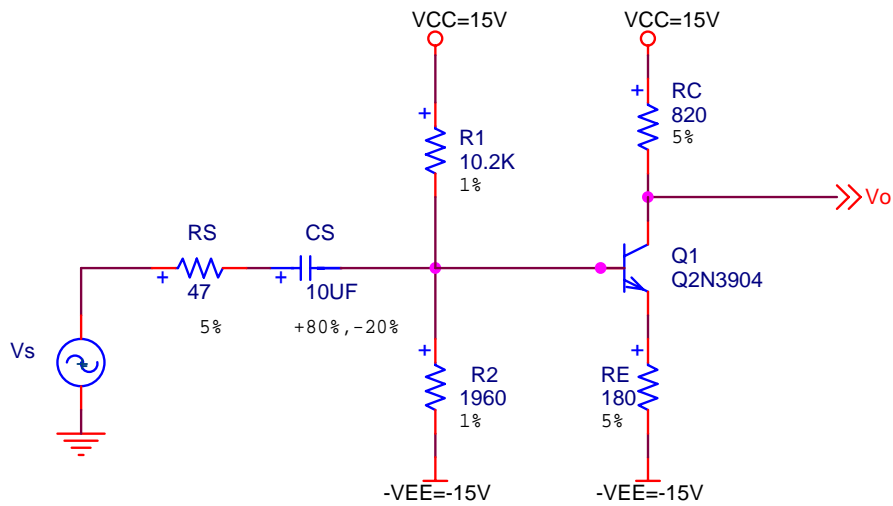 VCC=15V
VCC=15V
RC
820
5%
R1
10.2K
1%
Vo
RS
47
5%
CS
10UF
+80%,-20%
Q1
Q2N3904
Vs
R2
1960
1%
RE
180
5%
-VEE=-15V
-VEE=-15V